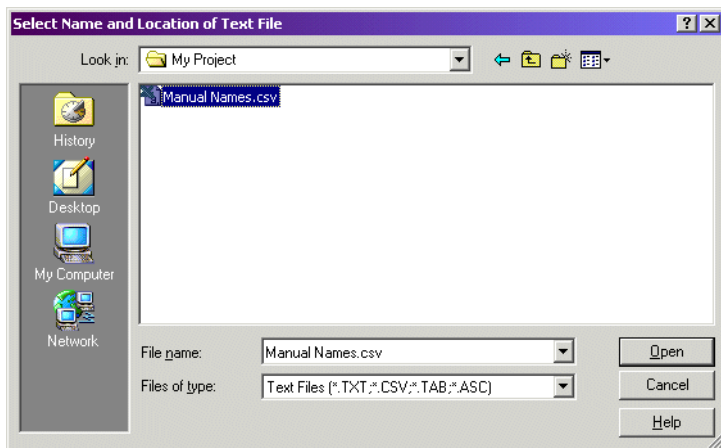 Select Name and Location of Text File
? X
Look in: My Project
Manual Names.csv
History
Desktop
My Computer
Network
File name: Manual Names.csv Open
Files of type: Text Files (*.TXT;*.CSV;*.TAB;*.ASC) Cancel
Help